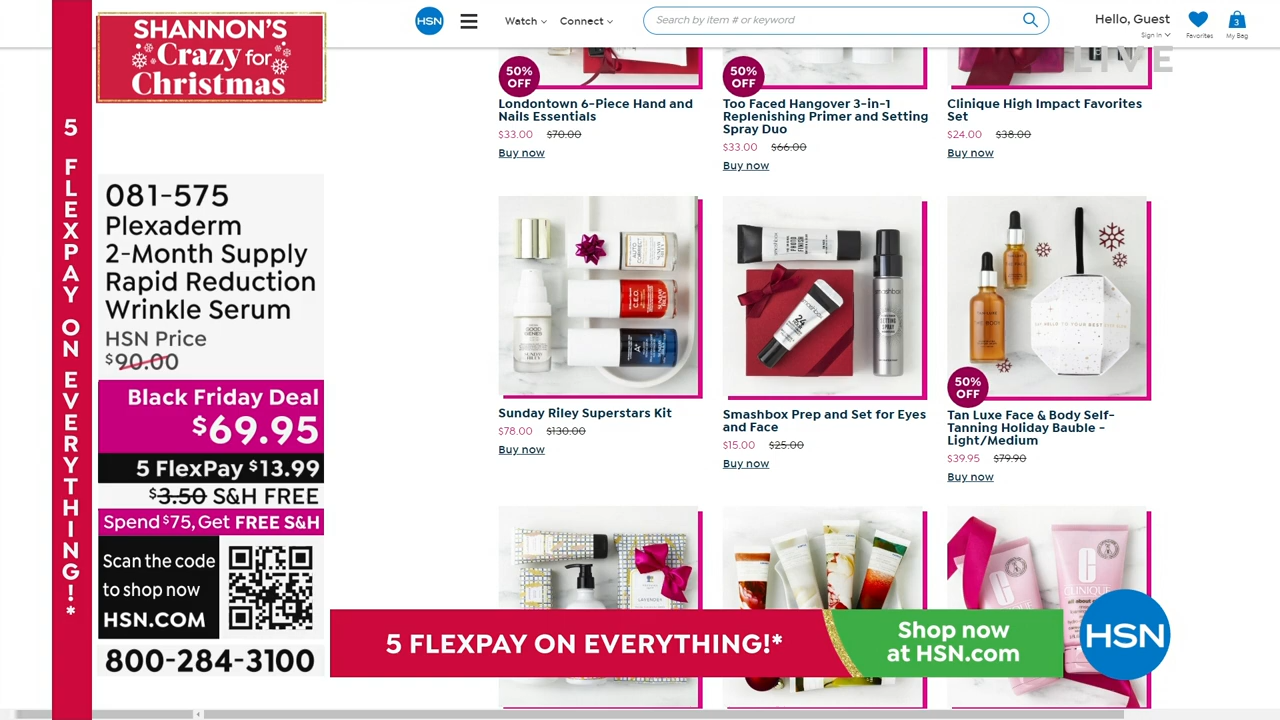 SHANNON'S
Crazy for
Christmas
5 FLEXPAY ON EVERYTHING!*
081-575
Plexaderm
2-Month Supply
Rapid Reduction
Wrinkle Serum
HSN Price
$90.00
Black Friday Deal
$69.95
5 FlexPay $13.99
$3.50 S&H FREE
Spend $75, Get FREE S&H
Scan the code
to shop now
HSN.COM
800-284-3100
HSN
Watch
Connect
Search by item # or keyword
Hello, Guest
Sign in
Favorites
3
My Bag
LIVE
50%
OFF
Londontown 6-Piece Hand and
Nails Essentials
$33.00 $70.00
Buy now
50%
OFF
Too Faced Hangover 3-in-1
Replenishing Primer and Setting
Spray Duo
$33.00 $66.00
Buy now
Clinique High Impact Favorites
Set
$24.00 $38.00
Buy now
Sunday Riley Superstars Kit
$78.00 $130.00
Buy now
Smashbox Prep and Set for Eyes
and Face
$15.00 $25.00
Buy now
50%
OFF
Tan Luxe Face & Body Self-
Tanning Holiday Bauble -
Light/Medium
$39.95 $79.90
Buy now
5 FLEXPAY ON EVERYTHING!*
Shop now
at HSN.com
HSN